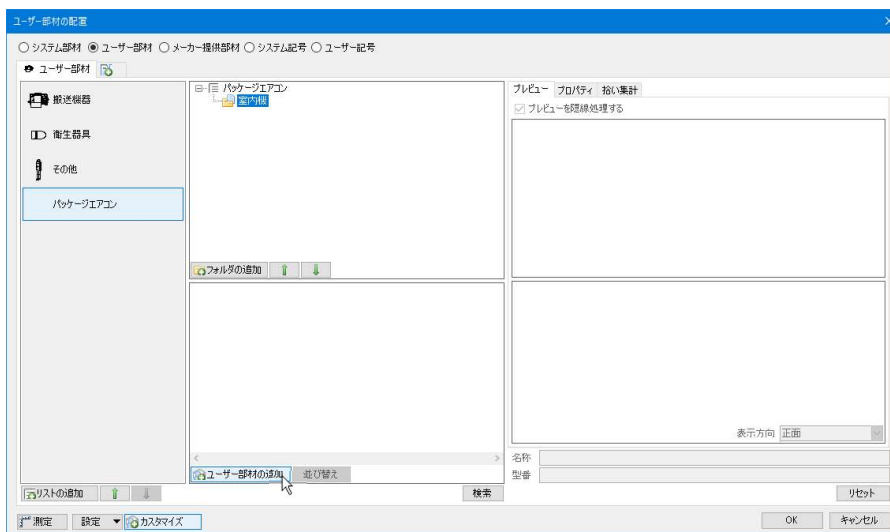 ユーザー部材の配置
システム部材 ユーザー部材 メーカー提供部材 システム記号 ユーザー記号
ユーザー部材
搬送機器
衛生器具
その他
パッケージエアコン
パッケージエアコン
室内機
フォルダの追加
ユーザー部材の追加 並び替え
リストの追加
検索
プレビュー プロパティ 拾い集計
プレビューを隠線処理する
表示方向 正面
名称
型番
リセット
測定 設定 カスタマイズ
OK キャンセル